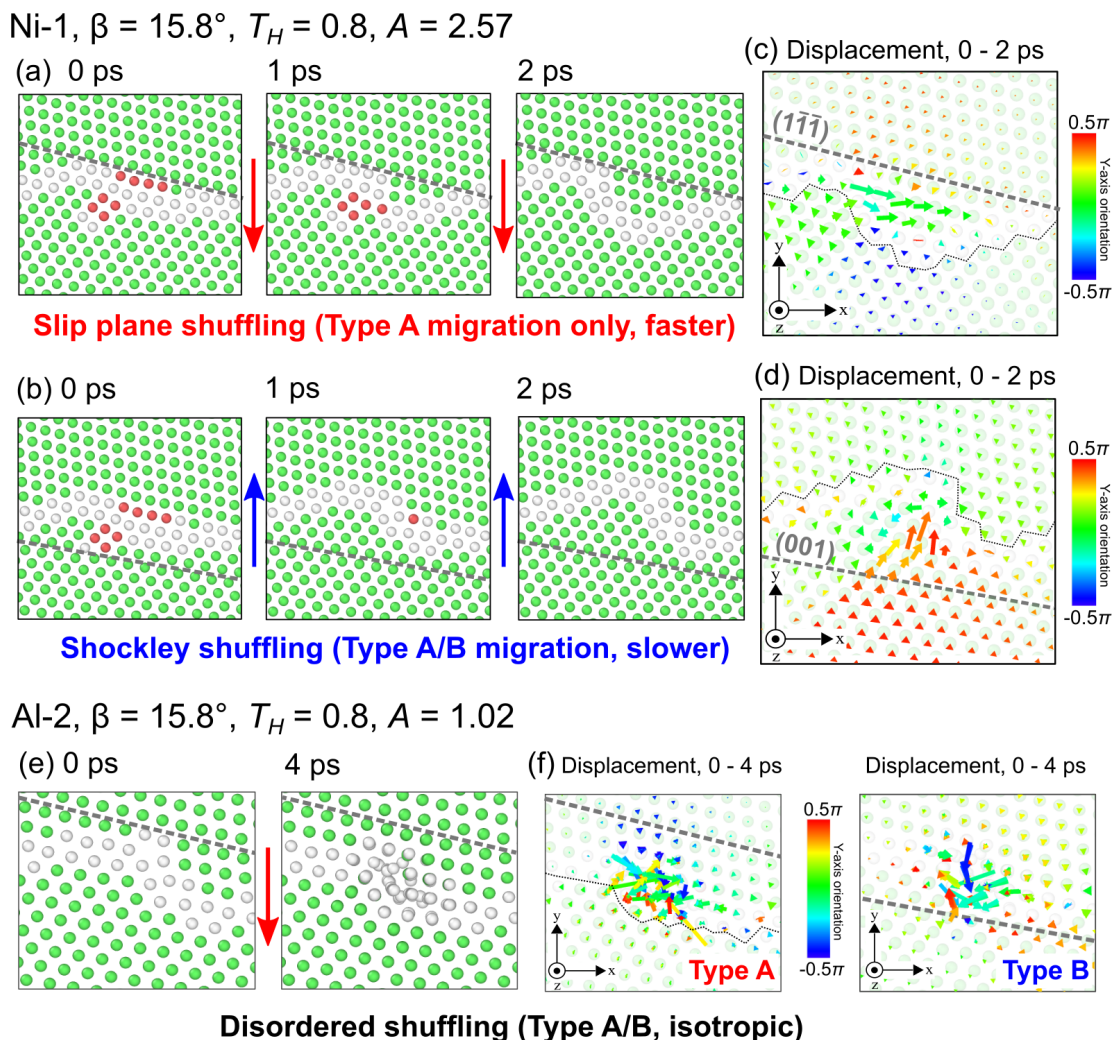 Ni-1, β = 15.8°, T_H = 0.8, A = 2.57
(a) 0 ps
1 ps
2 ps
(c) Displacement, 0 - 2 ps
(11̅1̅)
0.5π
Y-axis orientation
-0.5π
y
x
z
Slip plane shuffling (Type A migration only, faster)
(b) 0 ps
1 ps
2 ps
(d) Displacement, 0 - 2 ps
(001)
0.5π
Y-axis orientation
-0.5π
y
x
z
Shockley shuffling (Type A/B migration, slower)
Al-2, β = 15.8°, T_H = 0.8, A = 1.02
(e) 0 ps
4 ps
(f) Displacement, 0 - 4 ps
Displacement, 0 - 4 ps
0.5π
Y-axis orientation
-0.5π
y
x
z
Type A
y
x
z
Type B
Disordered shuffling (Type A/B, isotropic)